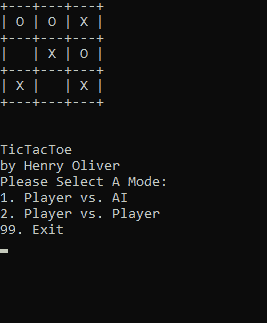 +---+---+---+
| O | O | X |
+---+---+---+
|   | X | O |
+---+---+---+
| X |   | X |
+---+---+---+
TicTacToe
by Henry Oliver
Please Select A Mode:
1. Player vs. AI
2. Player vs. Player
99. Exit